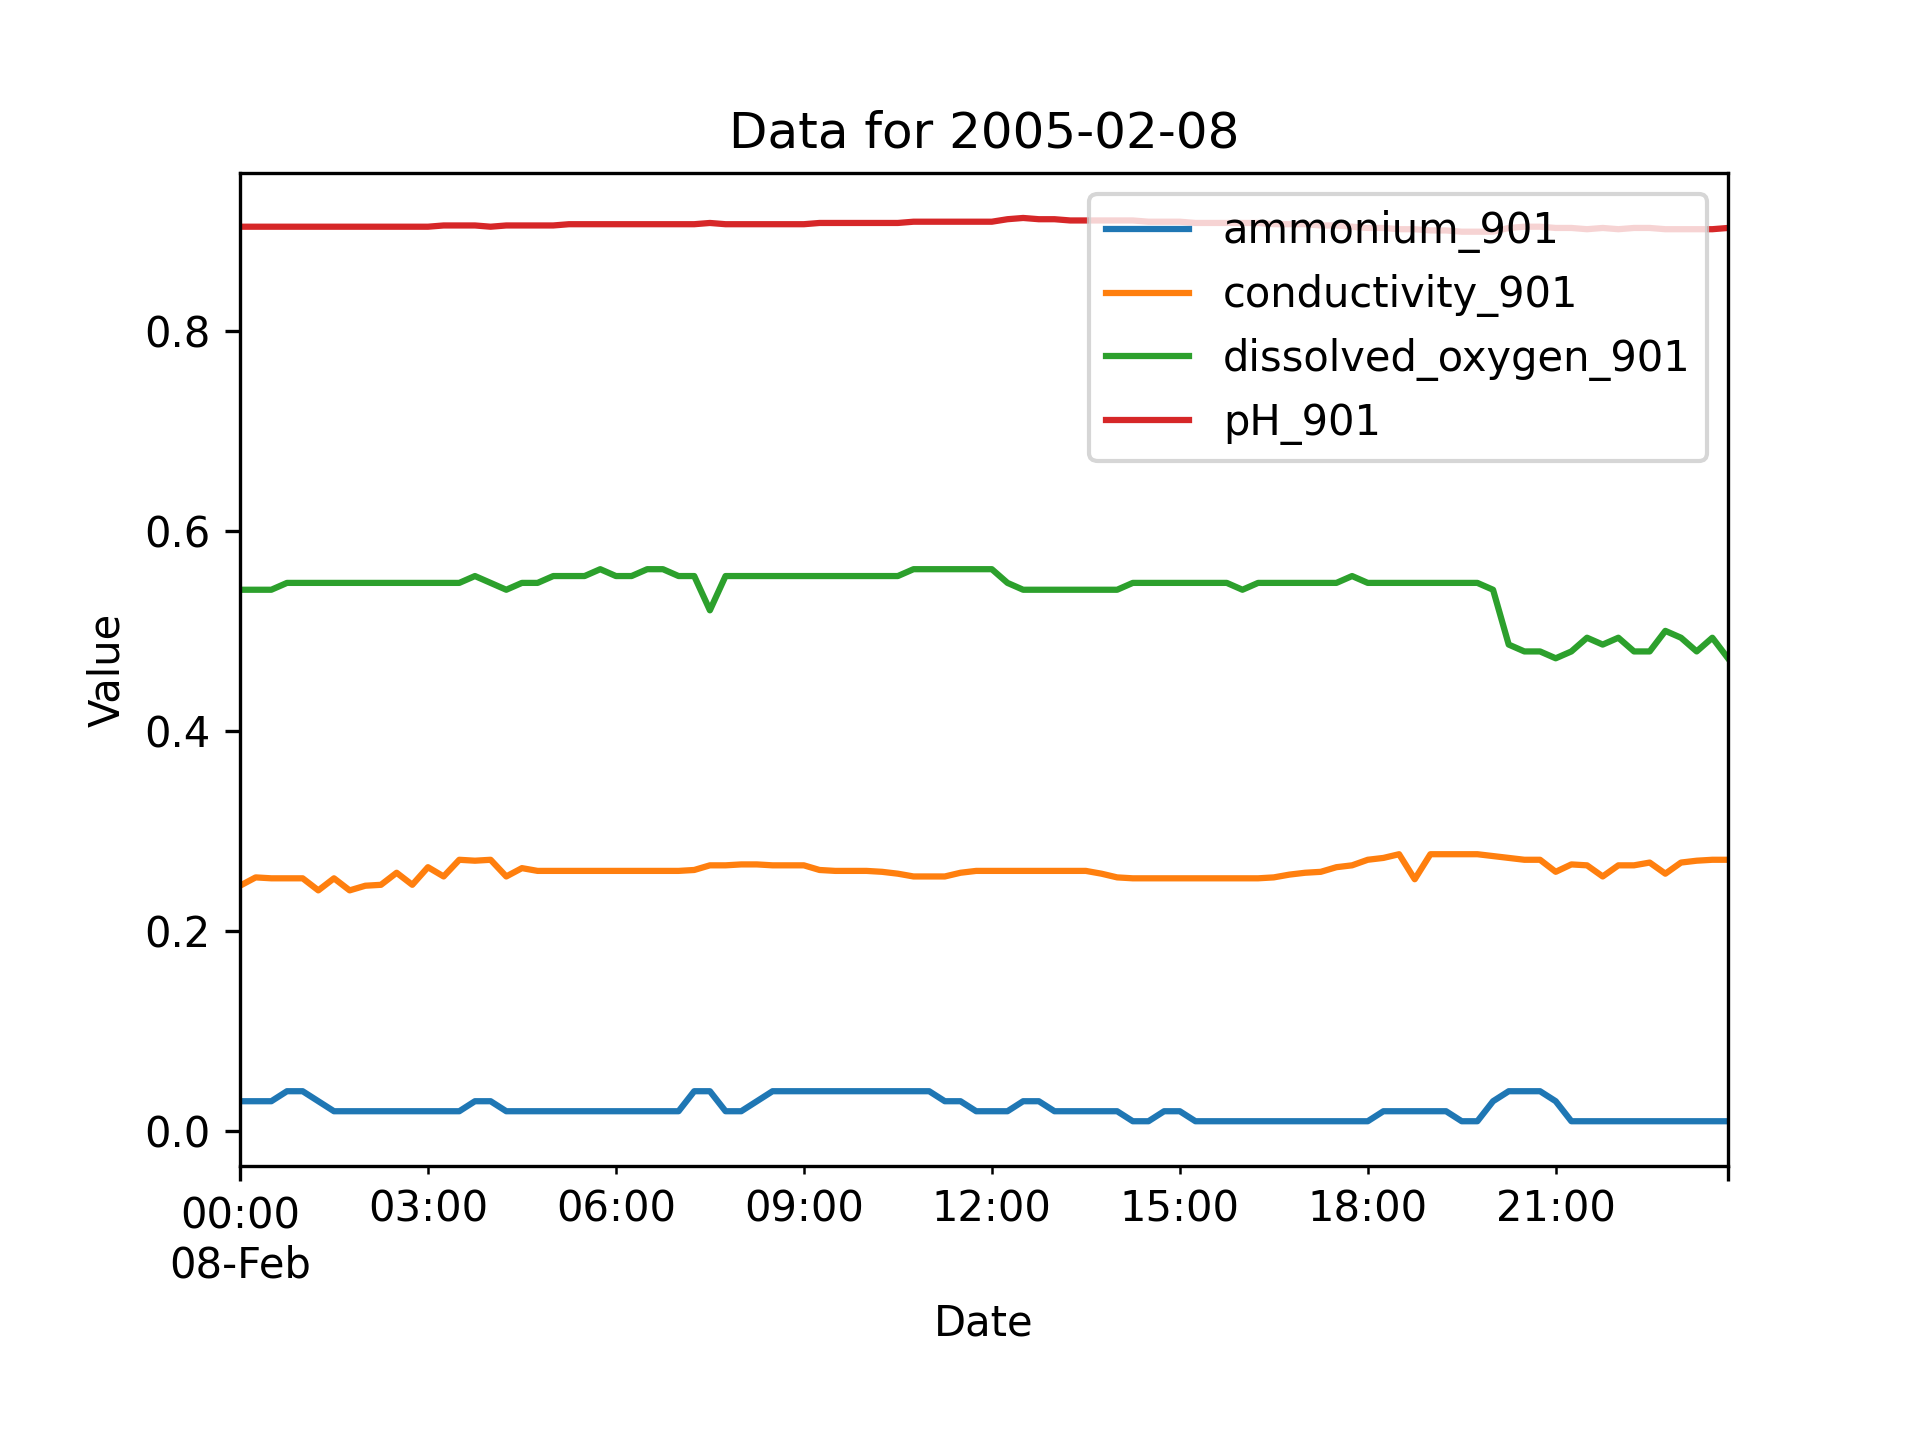 Data for 2005-02-08
ammonium_901
conductivity_901
dissolved_oxygen_901
pH_901
Value
0.8
0.6
0.4
0.2
0.0
00:00 03:00 06:00 09:00 12:00 15:00 18:00 21:00
08-Feb
Date